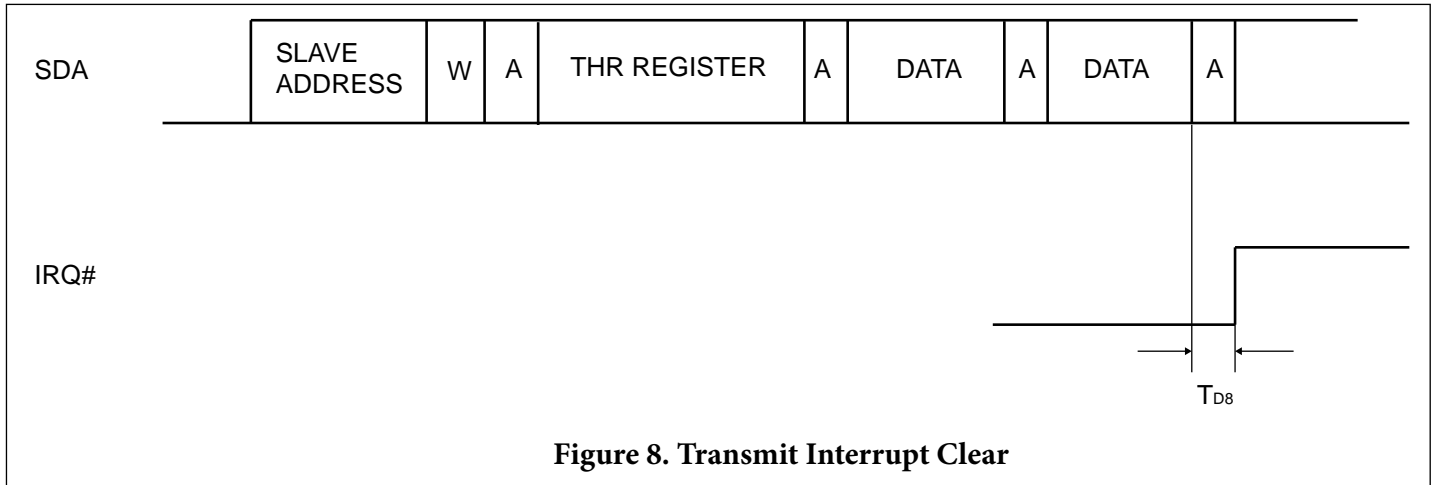 SDA
SLAVE
ADDRESS
W
A
THR REGISTER
A
DATA
A
DATA
A
IRQ#
TD8
Figure 8. Transmit Interrupt Clear